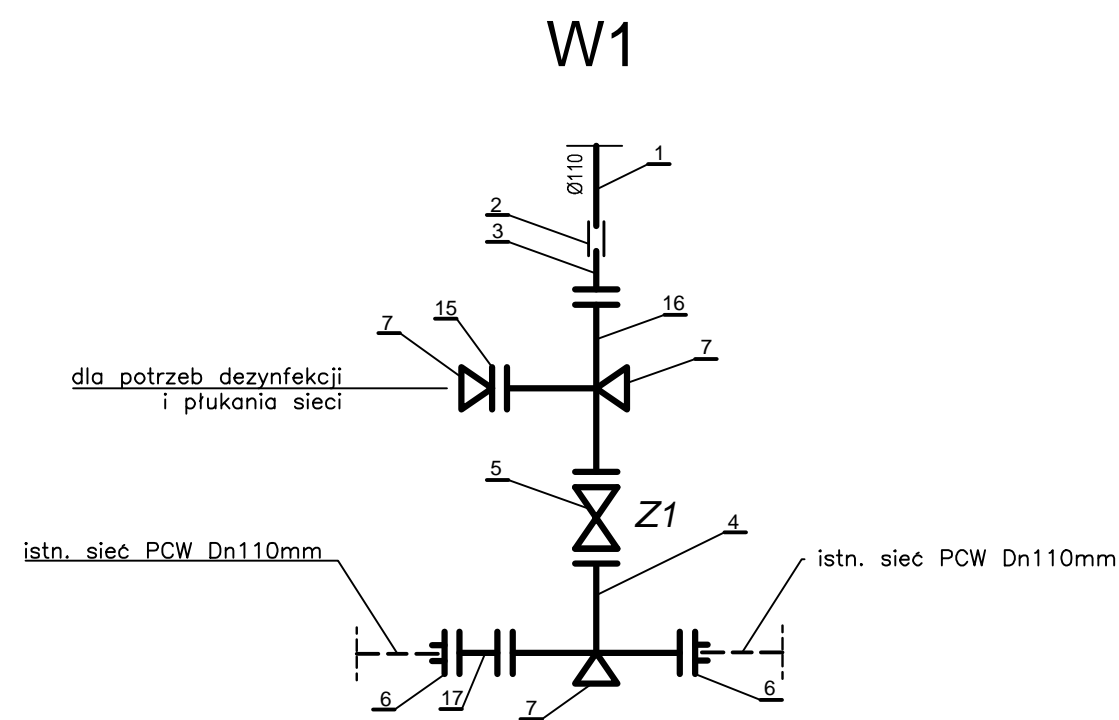 W1
Ø110
1
2
3
15
16
7
7
dla potrzeb dezynfekcji
i płukania sieci
5
Z1
4
istn. sieć PCW Dn110mm
istn. sieć PCW Dn110mm
6
17
7
6